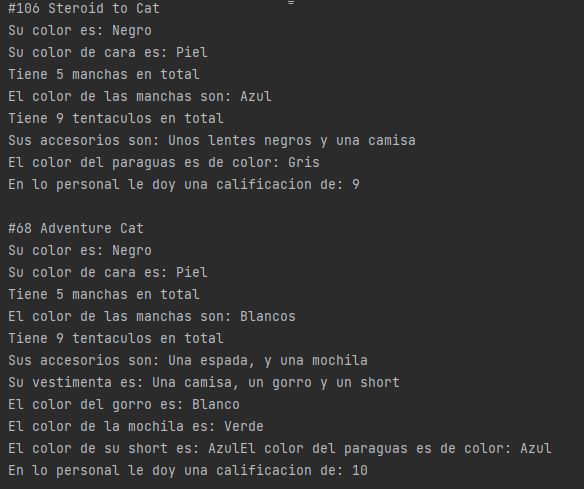 #106 Steroid to Cat
Su color es: Negro
Su color de cara es: Piel
Tiene 5 manchas en total
El color de las manchas son: Azul
Tiene 9 tentaculos en total
Sus accesorios son: Unos lentes negros y una camisa
El color del paraguas es de color: Gris
En lo personal le doy una calificacion de: 9
#68 Adventure Cat
Su color es: Negro
Su color de cara es: Piel
Tiene 5 manchas en total
El color de las manchas son: Blancos
Tiene 9 tentaculos en total
Sus accesorios son: Una espada, y una mochila
Su vestimenta es: Una camisa, un gorro y un short
El color del gorro es: Blanco
El color de la mochila es: Verde
El color de su short es: AzulEl color del paraguas es de color: Azul
En lo personal le doy una calificacion de: 10